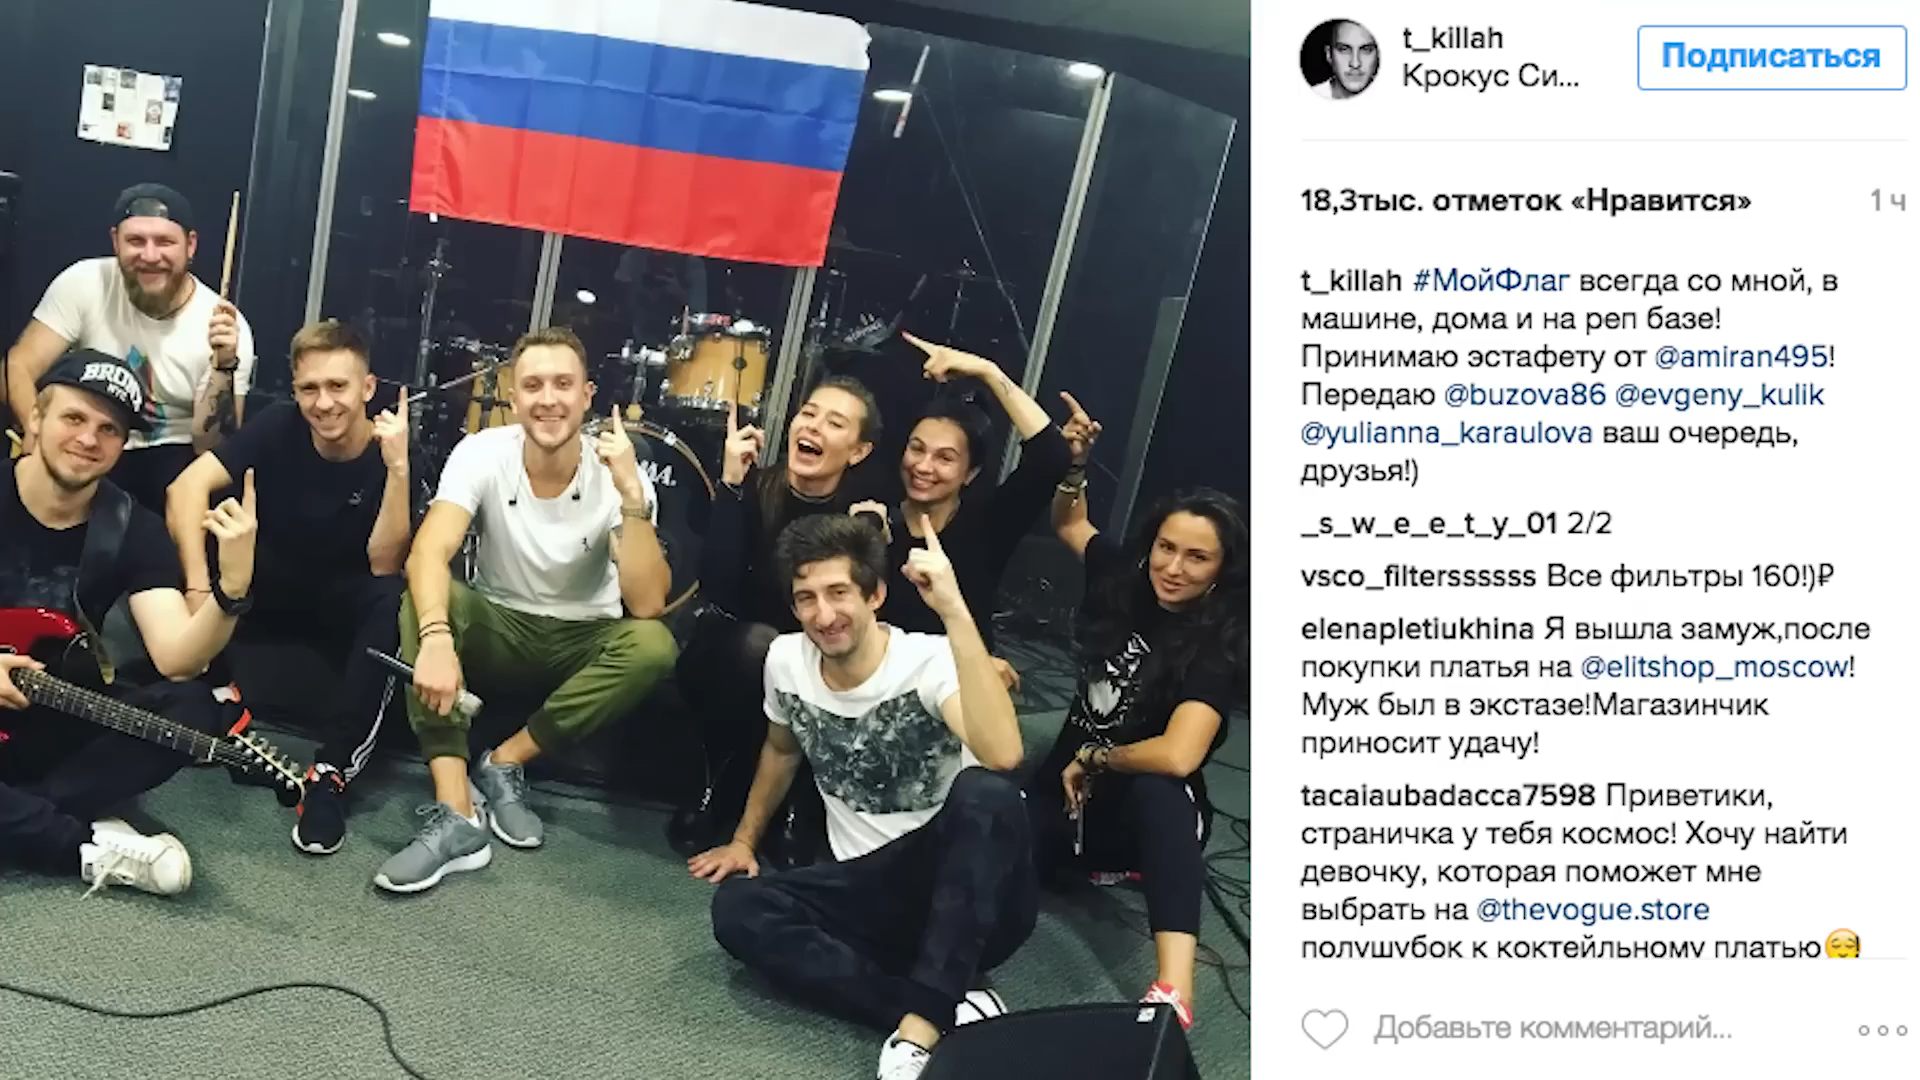 t_killah
Крокус Си...
Подписаться
18,3тыс. отметок «Нравится»
1 ч
t_killah #МойФлаг всегда со мной, в
машине, дома и на реп базе!
Принимаю эстафету от @amiran495!
Передаю @buzova86 @evgeny_kulik
@yulianna_karaulova ваш очередь,
друзья!)
_s_w_e_e_t_y_01 2/2
vsco_filterssssss Все фильтры 160!)₽
elenapletiukhina Я вышла замуж,после
покупки платья на @elitshop_moscow!
Муж был в экстазе!Магазинчик
приносит удачу!
tacaiaubadacca7598 Приветики,
страничка у тебя космос! Хочу найти
девочку, которая поможет мне
выбрать на @thevogue.store
полушубок к коктейльному платью😌!
Добавьте комментарий...
BRONX
NYC